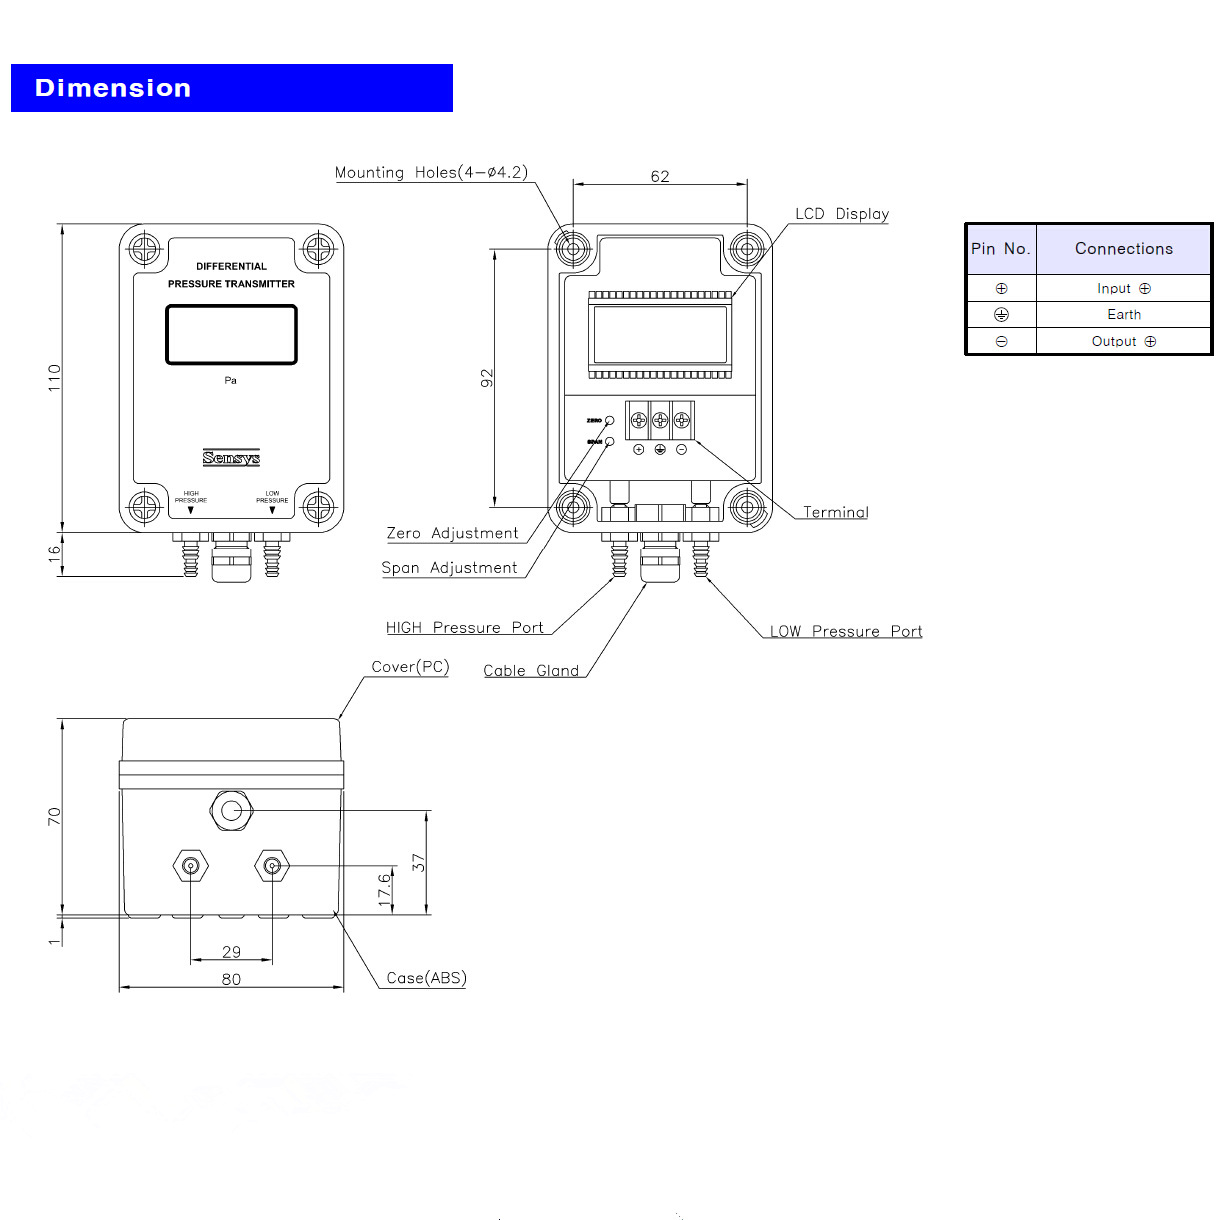 Dimension
Mounting Holes(4-Ø4.2)
62
LCD Display
Pin No. Connections
⊕ Input ⊕
⏚ Earth
⊖ Output ⊕
DIFFERENTIAL
PRESSURE TRANSMITTER
Pa
Sensys
HIGH
PRESSURE
LOW
PRESSURE
110
16
92
ZERO
SPAN
Terminal
Zero Adjustment
Span Adjustment
HIGH Pressure Port
LOW Pressure Port
Cable Gland
Cover(PC)
70
1
37
17.6
29
80
Case(ABS)